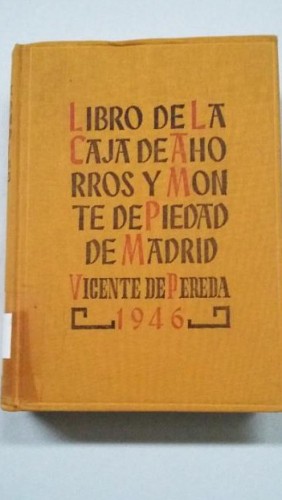 LIBRO DE LA
CAJA DE AHO
RROS Y MON
TE DE PIEDAD
DE MADRID
VICENTE DE PEREDA
1946